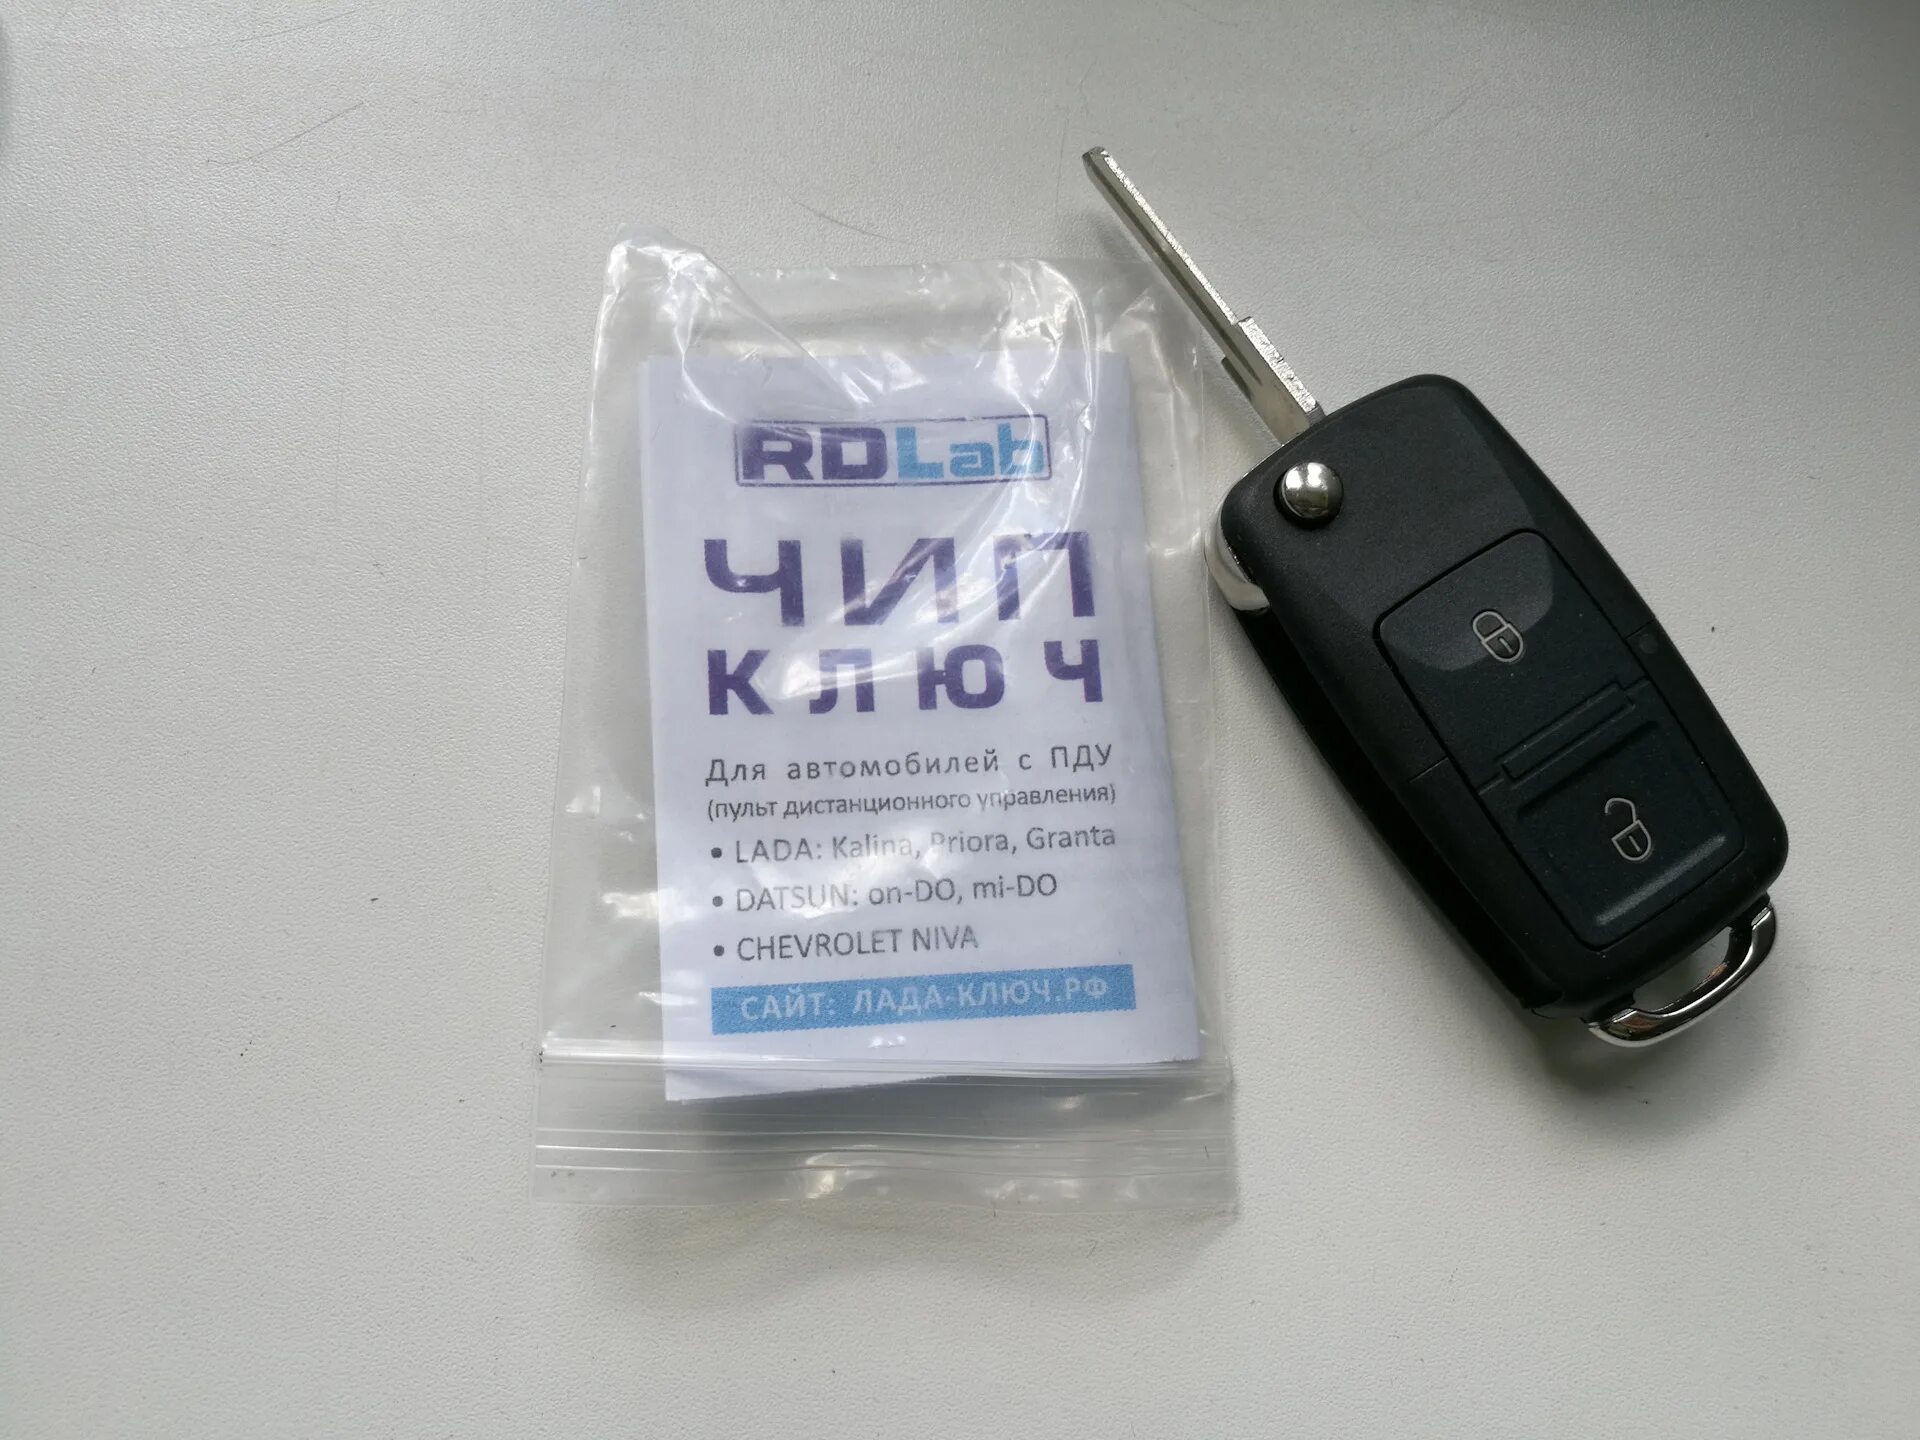 RDLab
ЧИП
КЛЮЧ
Для автомобилей с ПДУ
(пульт дистанционного управления)
• LADA: Kalina, Priora, Granta
• DATSUN: on-DO, mi-DO
• CHEVROLET NIVA
САЙТ: ЛАДА-КЛЮЧ.РФ